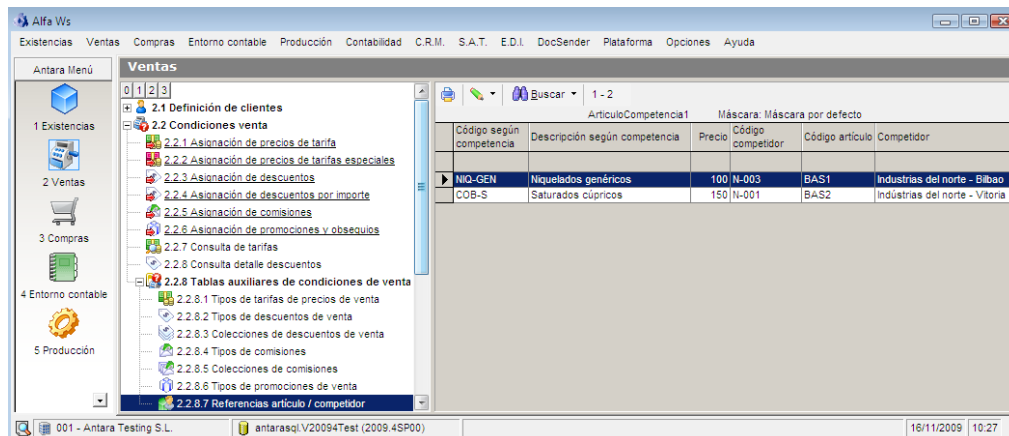 Alfa Ws
Existencias Ventas Compras Entorno contable Producción Contabilidad C.R.M. S.A.T. E.D.I. DocSender Plataforma Opciones Ayuda
Antara Menú
1 Existencias
2 Ventas
3 Compras
4 Entorno contable
5 Producción
Ventas
0 1 2 3
2.1 Definición de clientes
2.2 Condiciones venta
2.2.1 Asignación de precios de tarifa
2.2.2 Asignación de precios de tarifas especiales
2.2.3 Asignación de descuentos
2.2.4 Asignación de descuentos por importe
2.2.5 Asignación de comisiones
2.2.6 Asignación de promociones y obsequios
2.2.7 Consulta de tarifas
2.2.8 Consulta detalle descuentos
2.2.8 Tablas auxiliares de condiciones de venta
2.2.8.1 Tipos de tarifas de precios de venta
2.2.8.2 Tipos de descuentos de venta
2.2.8.3 Colecciones de descuentos de venta
2.2.8.4 Tipos de comisiones
2.2.8.5 Colecciones de comisiones
2.2.8.6 Tipos de promociones de venta
2.2.8.7 Referencias artículo / competidor
Buscar 1 - 2
ArticuloCompetencia1 Máscara: Máscara por defecto
Código según competencia Descripción según competencia Precio Código competidor Código artículo Competidor
NIQ-GEN Niquelados genéricos 100 N-003 BAS1 Industrias del norte - Bilbao
COB-S Saturados cúpricos 150 N-001 BAS2 Indústrias del norte - Vitoria
001 - Antara Testing S.L. antarasql.V20094Test (2009.4SP00) 16/11/2009 10:27